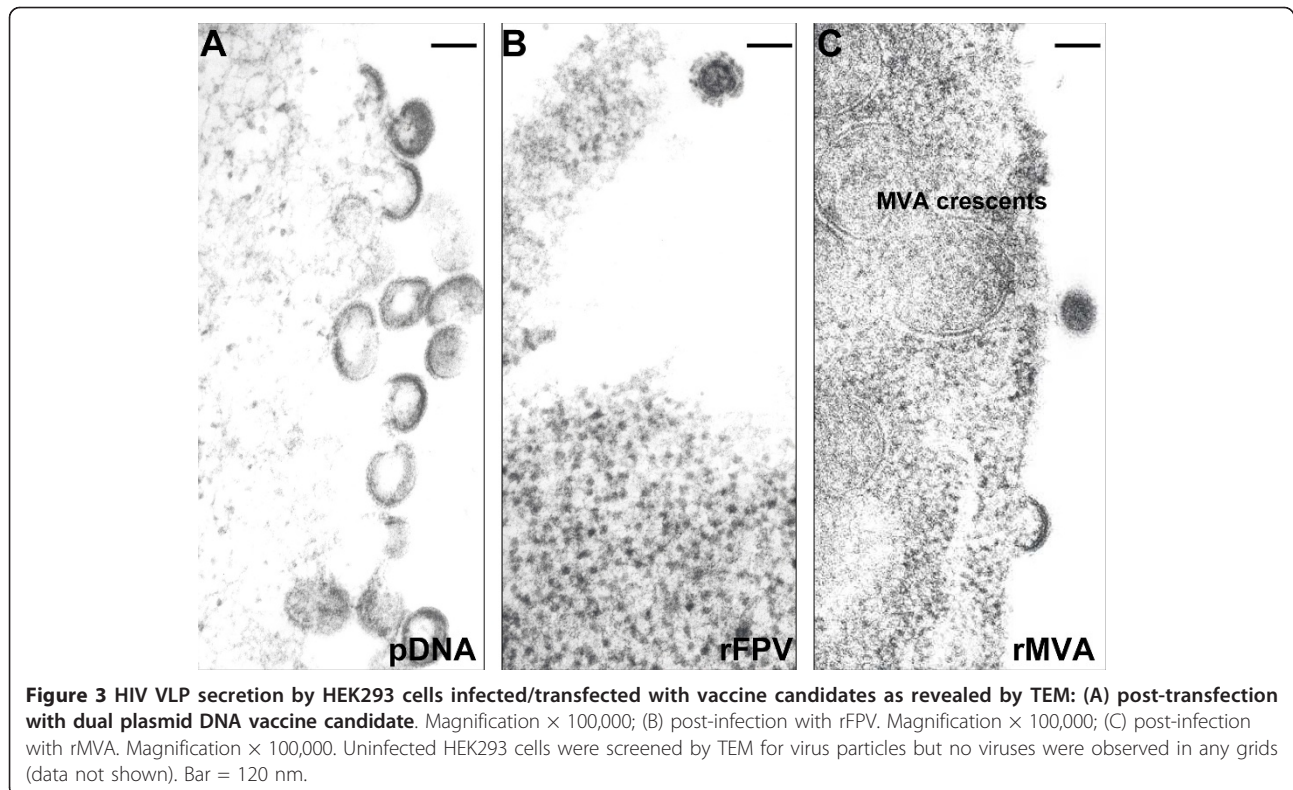 A
B
C
MVA crescents
pDNA
rFPV
rMVA
Figure 3 HIV VLP secretion by HEK293 cells infected/transfected with vaccine candidates as revealed by TEM: (A) post-transfection
with dual plasmid DNA vaccine candidate. Magnification × 100,000; (B) post-infection with rFPV. Magnification × 100,000; (C) post-infection
with rMVA. Magnification × 100,000. Uninfected HEK293 cells were screened by TEM for virus particles but no viruses were observed in any grids
(data not shown). Bar = 120 nm.